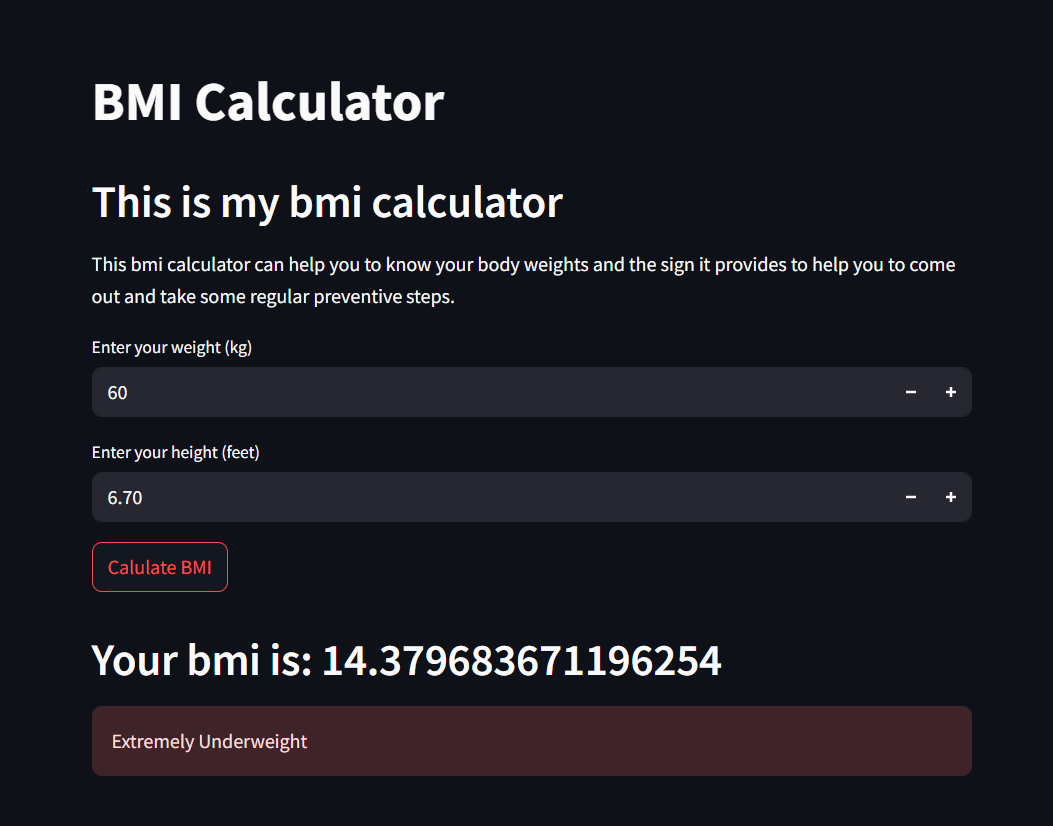 BMI Calculator
This is my bmi calculator
This bmi calculator can help you to know your body weights and the sign it provides to help you to come
out and take some regular preventive steps.
Enter your weight (kg)
60 − +
Enter your height (feet)
6.70 − +
Calulate BMI
Your bmi is: 14.379683671196254
Extremely Underweight